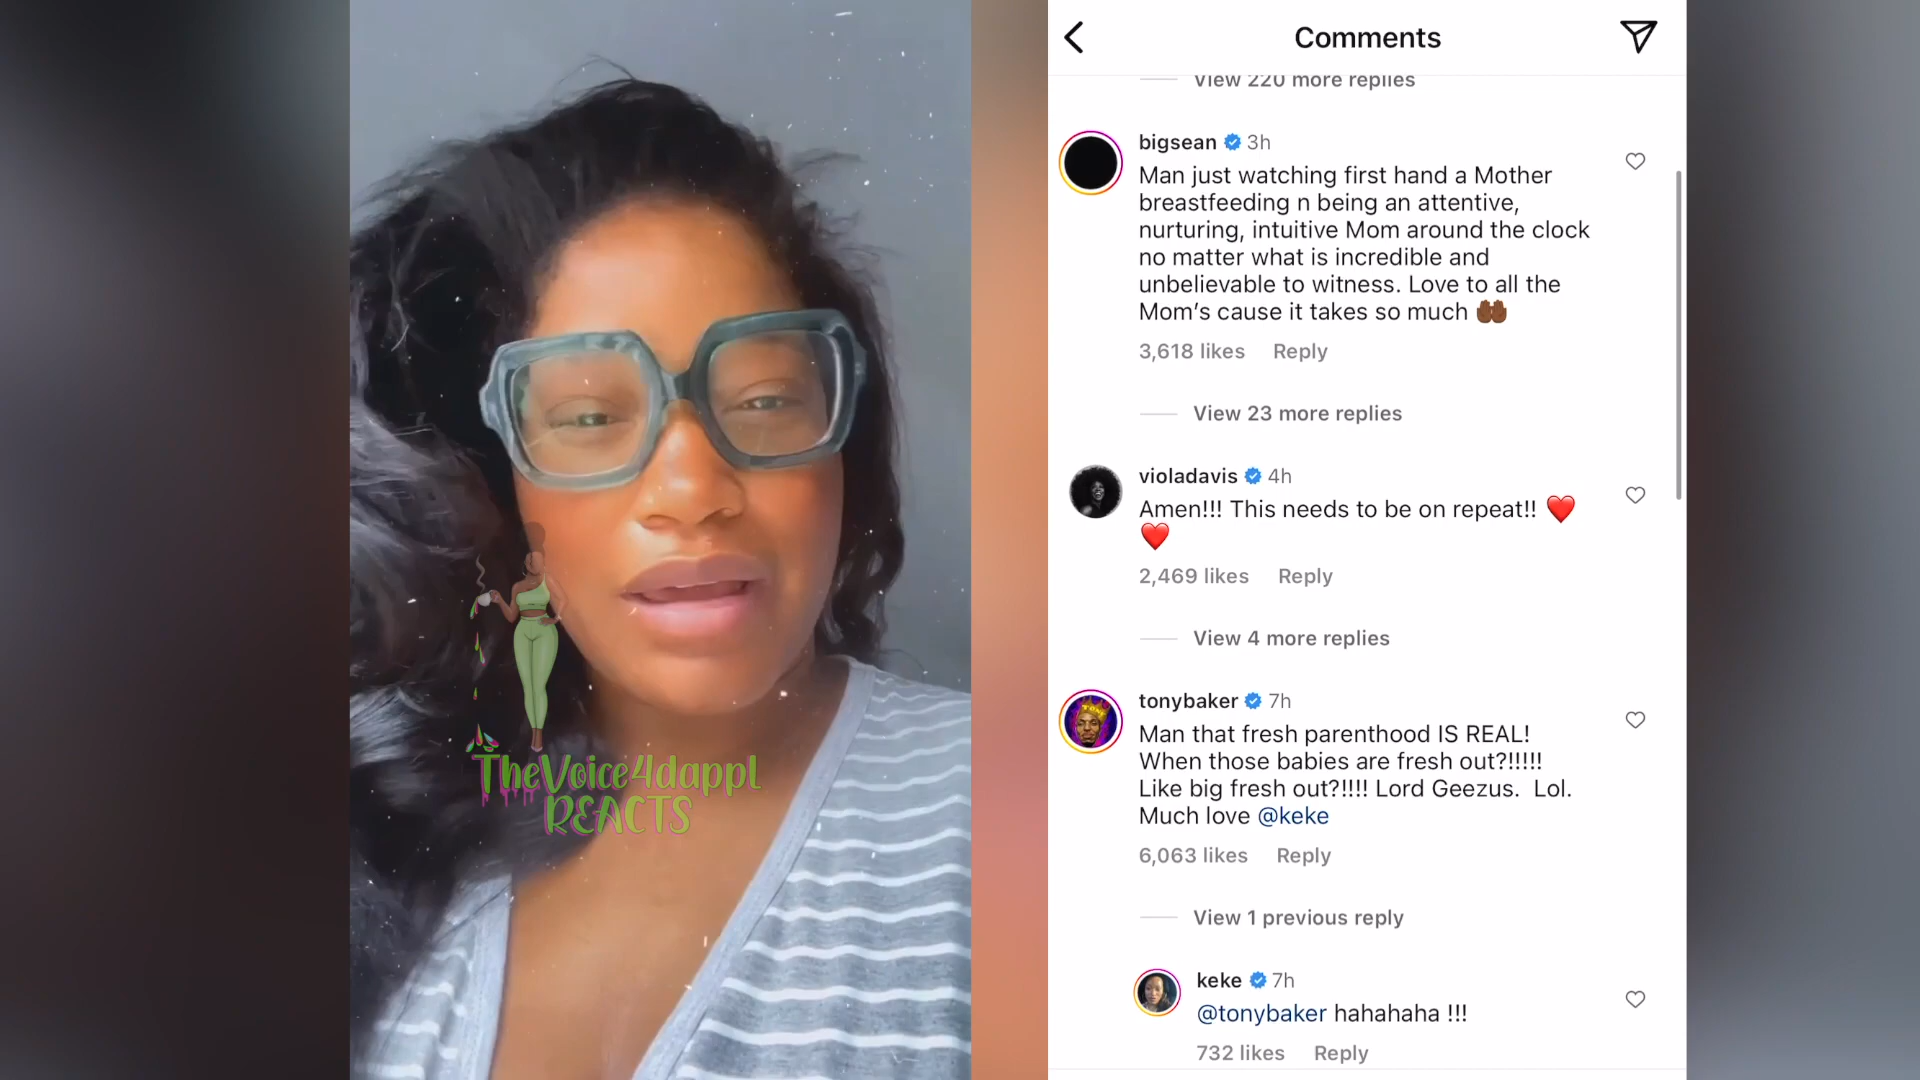 TheVoice4dappl
REACTS
Comments
View 220 more replies
bigsean 3h
Man just watching first hand a Mother
breastfeeding n being an attentive,
nurturing, intuitive Mom around the clock
no matter what is incredible and
unbelievable to witness. Love to all the
Mom’s cause it takes so much 🤲🏾
3,618 likes Reply
View 23 more replies
violadavis 4h
Amen!!! This needs to be on repeat!! ❤️
❤️
2,469 likes Reply
View 4 more replies
tonybaker 7h
Man that fresh parenthood IS REAL!
When those babies are fresh out?!!!!!
Like big fresh out?!!!! Lord Geezus. Lol.
Much love @keke
6,063 likes Reply
View 1 previous reply
keke 7h
@tonybaker hahahaha !!!
732 likes Reply